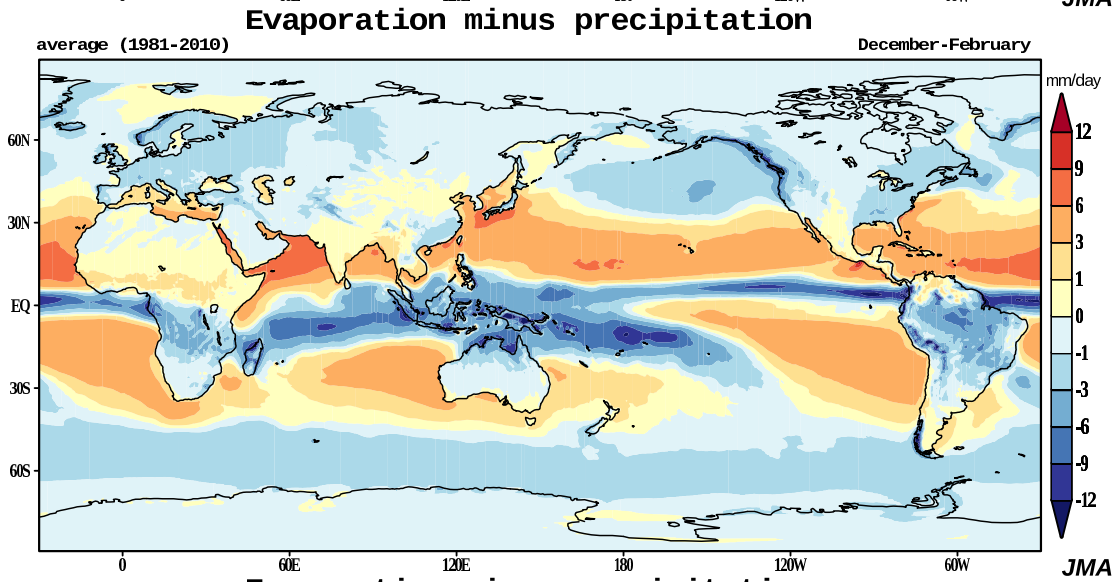 JMA
Evaporation minus precipitation
average (1981-2010) December-February
mm/day
12
9
6
3
1
0
-1
-3
-6
-9
-12
60N
30N
EQ
30S
60S
0 60E 120E 180 120W 60W
JMA